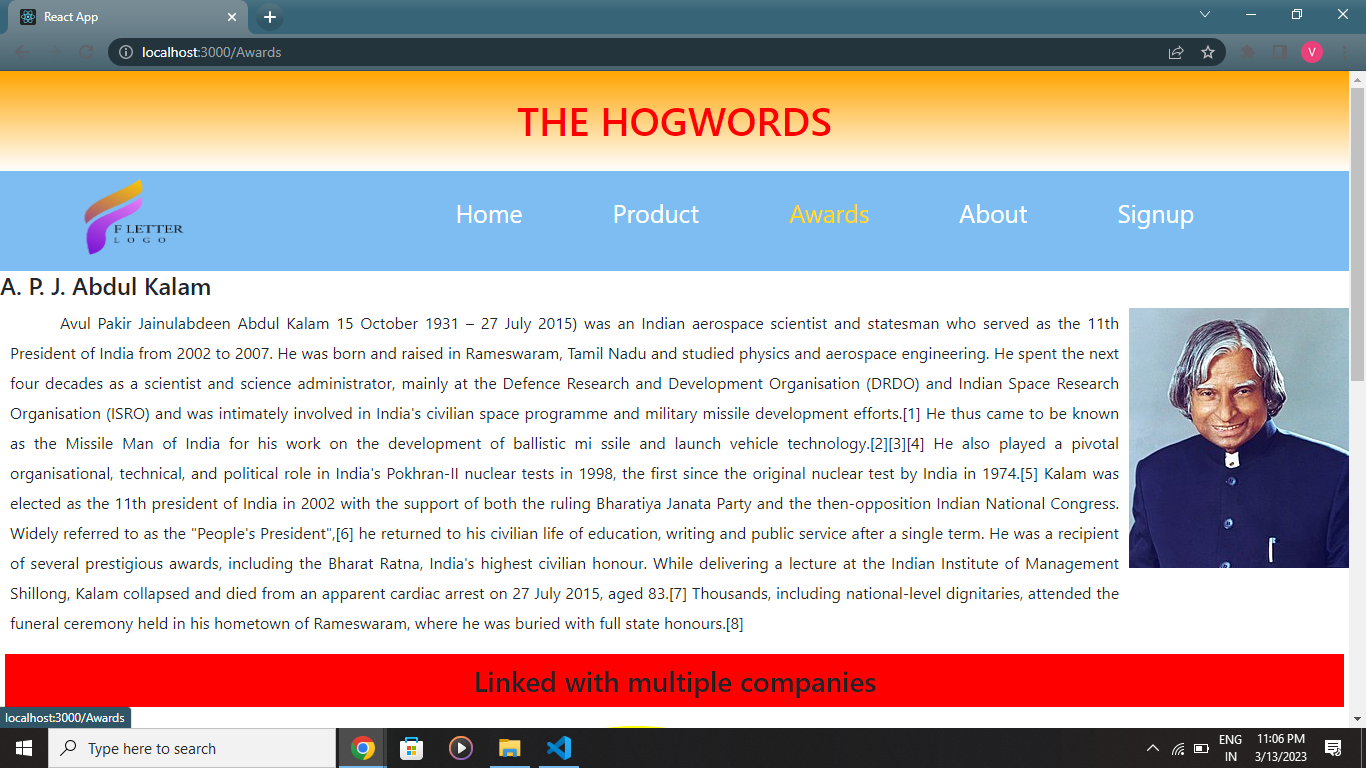 React App
localhost:3000/Awards
V
THE HOGWORDS
F LETTER
LOGO
Home Product Awards About Signup
A. P. J. Abdul Kalam
Avul Pakir Jainulabdeen Abdul Kalam 15 October 1931 – 27 July 2015) was an Indian aerospace scientist and statesman who served as the 11th
President of India from 2002 to 2007. He was born and raised in Rameswaram, Tamil Nadu and studied physics and aerospace engineering. He spent the next
four decades as a scientist and science administrator, mainly at the Defence Research and Development Organisation (DRDO) and Indian Space Research
Organisation (ISRO) and was intimately involved in India's civilian space programme and military missile development efforts.[1] He thus came to be known
as the Missile Man of India for his work on the development of ballistic mi ssile and launch vehicle technology.[2][3][4] He also played a pivotal
organisational, technical, and political role in India's Pokhran-II nuclear tests in 1998, the first since the original nuclear test by India in 1974.[5] Kalam was
elected as the 11th president of India in 2002 with the support of both the ruling Bharatiya Janata Party and the then-opposition Indian National Congress.
Widely referred to as the "People's President",[6] he returned to his civilian life of education, writing and public service after a single term. He was a recipient
of several prestigious awards, including the Bharat Ratna, India's highest civilian honour. While delivering a lecture at the Indian Institute of Management
Shillong, Kalam collapsed and died from an apparent cardiac arrest on 27 July 2015, aged 83.[7] Thousands, including national-level dignitaries, attended the
funeral ceremony held in his hometown of Rameswaram, where he was buried with full state honours.[8]
Linked with multiple companies
localhost:3000/Awards
Type here to search
ENG
IN
11:06 PM
3/13/2023